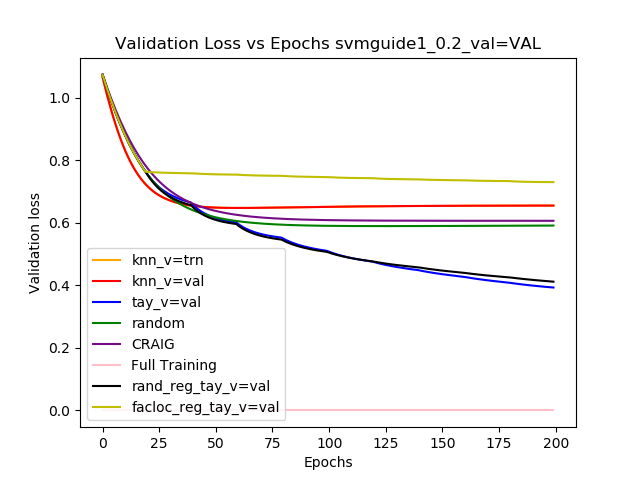 Validation Loss vs Epochs svmguide1_0.2_val=VAL
Validation loss
1.0
0.8
0.6
0.4
0.2
0.0
knn_v=trn
knn_v=val
tay_v=val
random
CRAIG
Full Training
rand_reg_tay_v=val
facloc_reg_tay_v=val
0 25 50 75 100 125 150 175 200
Epochs